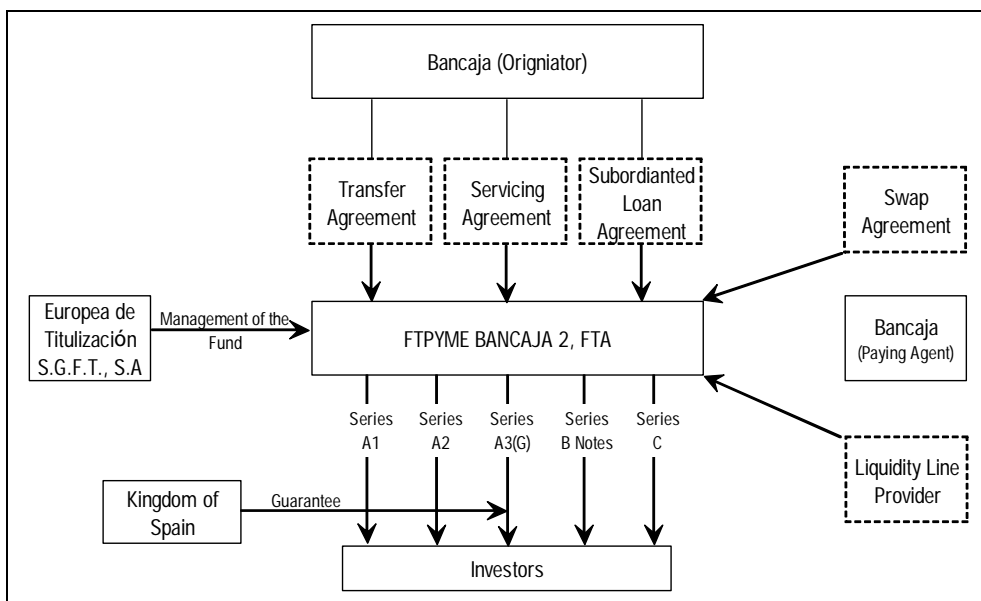 Bancaja (Origniator)
Transfer
Agreement
Servicing
Agreement
Subordianted
Loan
Agreement
Swap
Agreement
Europea de
Titulización
S.G.F.T., S.A
Management of the
Fund
FTPYME BANCAJA 2, FTA
Bancaja
(Paying Agent)
Series
A1
Series
A2
Series
A3(G)
Series
B Notes
Series
C
Liquidity Line
Provider
Kingdom of
Spain
Guarantee
Investors